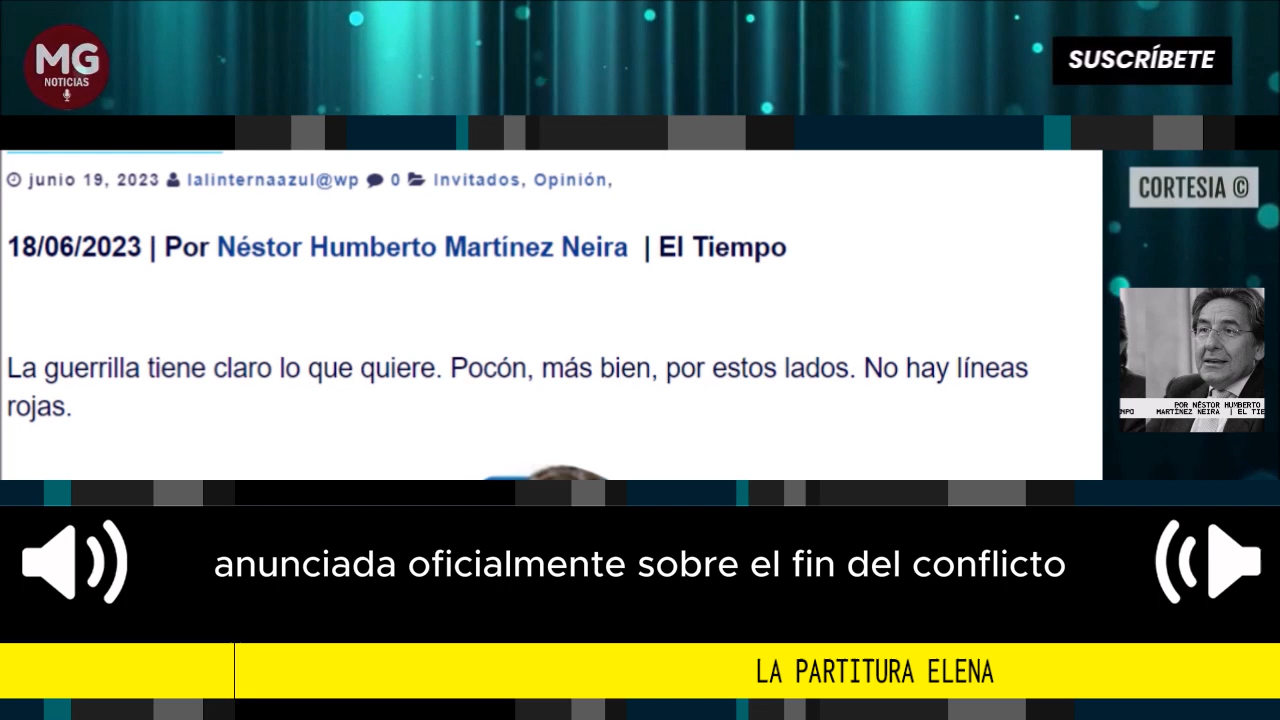 MG
NOTICIAS
SUSCRÍBETE
junio 19, 2023 lalinternaazul@wp 0 Invitados, Opinión,
CORTESIA ©
18/06/2023 | Por Néstor Humberto Martínez Neira | El Tiempo
La guerrilla tiene claro lo que quiere. Pocón, más bien, por estos lados. No hay líneas
rojas.
POR NÉSTOR HUMBERTO
MPO MARTÍNEZ NEIRA | EL TIE
anunciada oficialmente sobre el fin del conflicto
LA PARTITURA ELENA